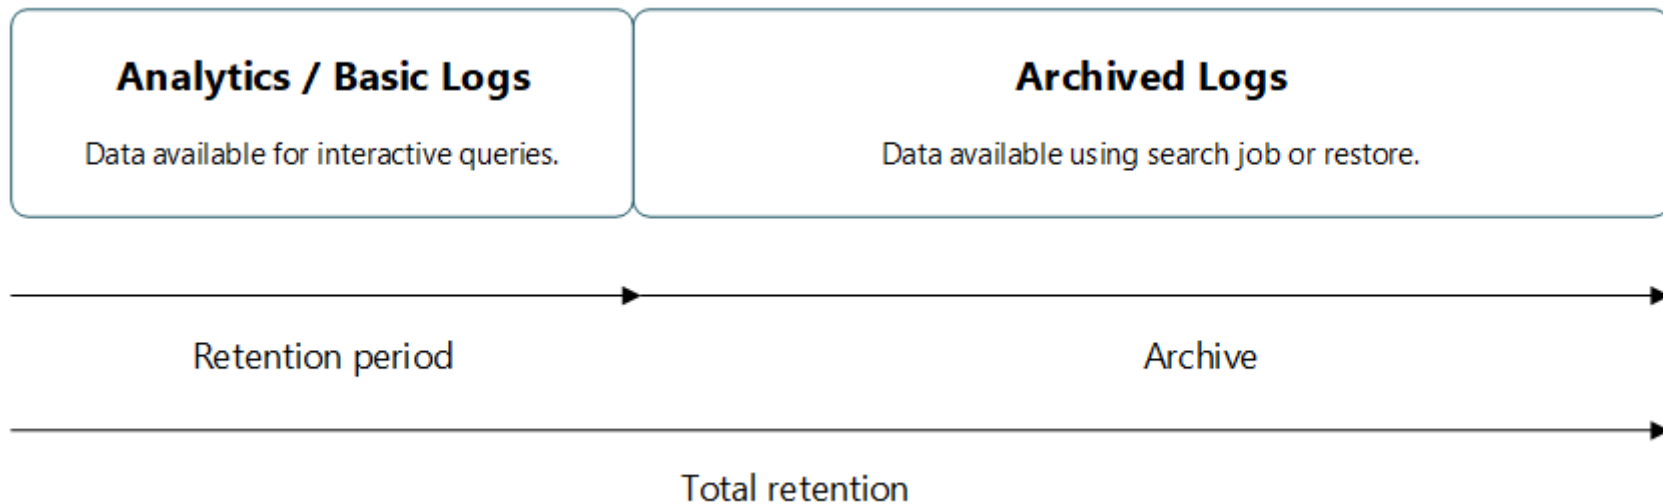 Analytics / Basic Logs
Data available for interactive queries.
Archived Logs
Data available using search job or restore.
Retention period
Archive
Total retention